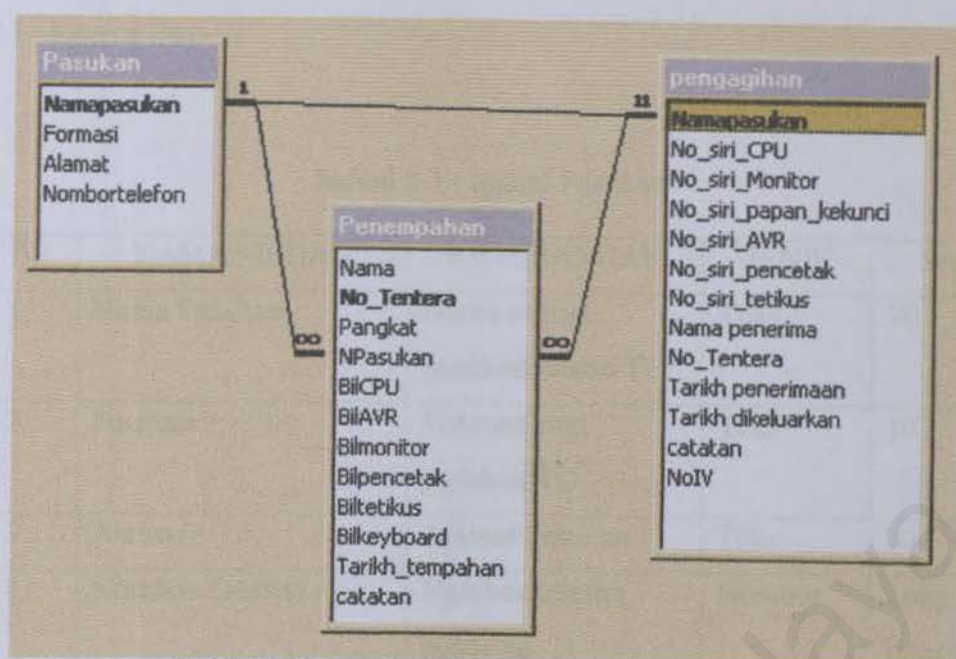 Pasukan
Namapasukan
Formasi
Alamat
Nombortelefon
1
11
∞
∞
Penempahan
Nama
No_Tentera
Pangkat
NPasukan
BilCPU
BilAVR
Bilmonitor
Bilpencetak
Biltetikus
Bilkeyboard
Tarikh_tempahan
catatan
pengagihan
Namapasukan
No_siri_CPU
No_siri_Monitor
No_siri_papan_kekunci
No_siri_AVR
No_siri_pencetak
No_siri_tetikus
Nama penerima
No_Tentera
Tarikh penerimaan
Tarikh dikeluarkan
catatan
NoIV